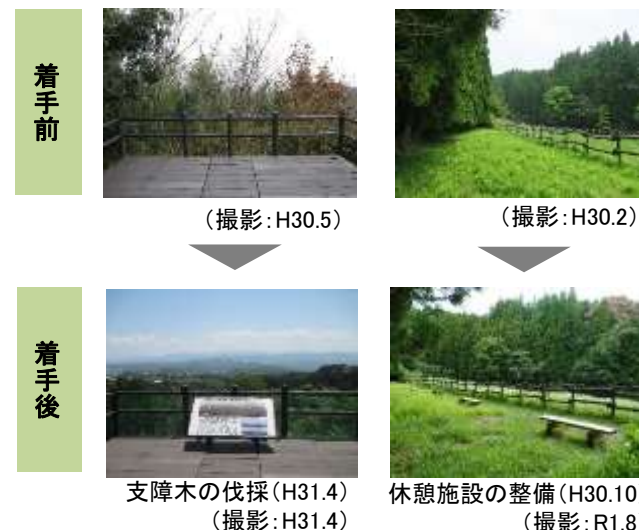 着手前
（撮影：H30.5）
（撮影：H30.2）
着手後
支障木の伐採（H31.4）
（撮影：H31.4）
休憩施設の整備（H30.10
（撮影：R1.8